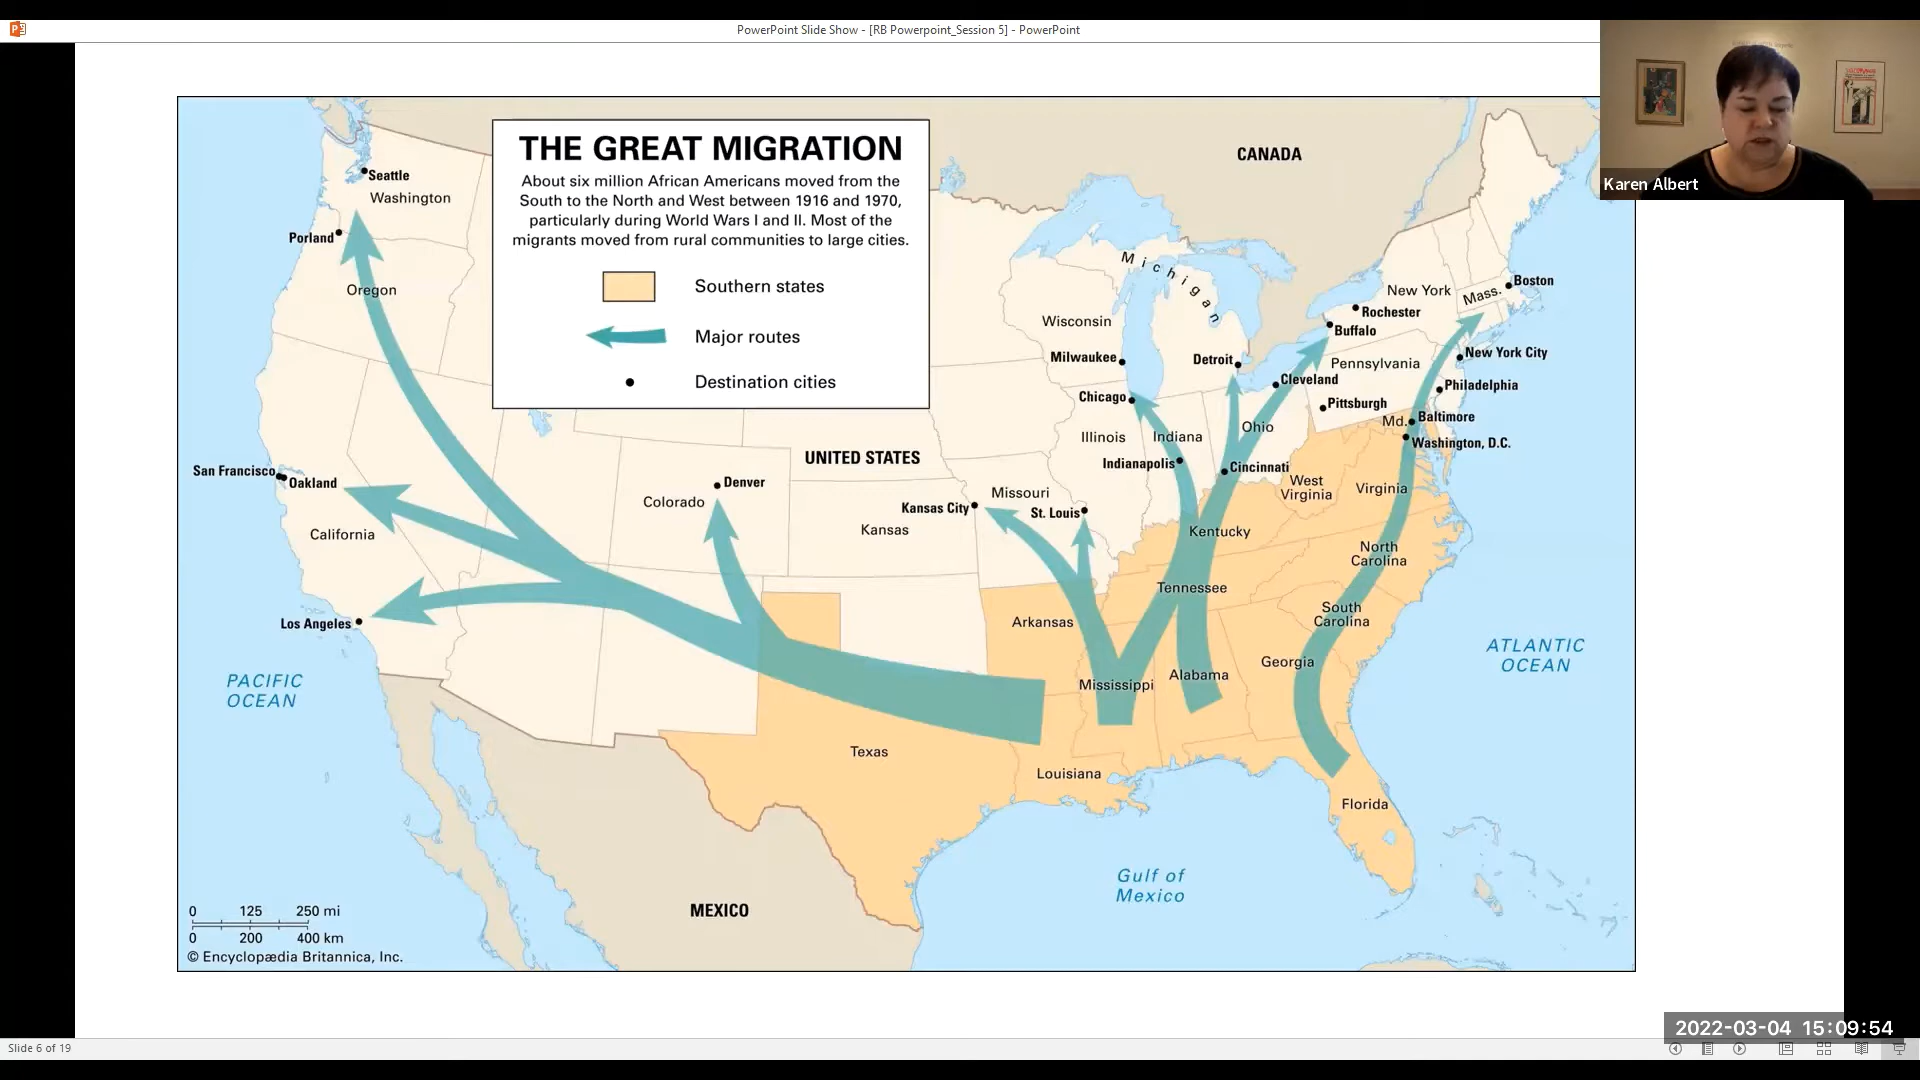 PowerPoint Slide Show - [RB Powerpoint_Session 5] - PowerPoint
Karen Albert
THE GREAT MIGRATION
About six million African Americans moved from the
South to the North and West between 1916 and 1970,
particularly during World Wars I and II. Most of the
migrants moved from rural communities to large cities.
Southern states
Major routes
Destination cities
CANADA
Seattle
Washington
Porland
Oregon
Michigan
Wisconsin
Milwaukee
Detroit
Chicago
New York
Mass.
Boston
Rochester
Buffalo
Pennsylvania
New York City
Cleveland
Philadelphia
Pittsburgh
Md.
Baltimore
Washington, D.C.
Illinois
Indiana
Ohio
Indianapolis
Cincinnati
UNITED STATES
San Francisco
Oakland
California
Denver
Colorado
Kansas City
Missouri
St. Louis
Kansas
West
Virginia
Virginia
Kentucky
North
Carolina
Tennessee
South
Carolina
Arkansas
Los Angeles
Georgia
Alabama
Mississippi
ATLANTIC
OCEAN
PACIFIC
OCEAN
Texas
Louisiana
Florida
Gulf of
Mexico
MEXICO
0 125 250 mi
0 200 400 km
© Encyclopædia Britannica, Inc.
2022-03-04 15:09:54
Slide 6 of 19